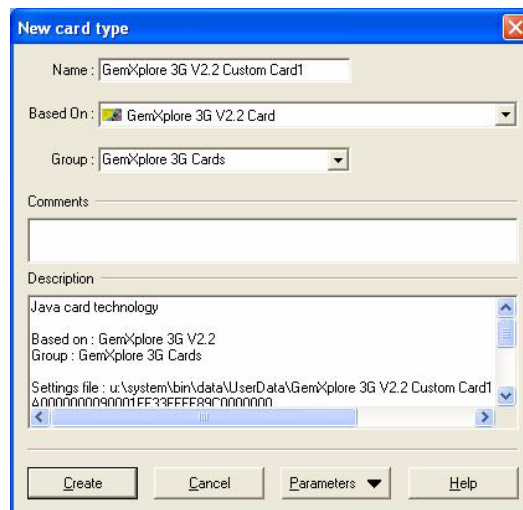 New card type
Name : GemXplore 3G V2.2 Custom Card1
Based On : GemXplore 3G V2.2 Card
Group : GemXplore 3G Cards
Comments
Description
Java card technology
Based on : GemXplore 3G V2.2
Group : GemXplore 3G Cards
Settings file : u:\system\bin\data\UserData\GemXplore 3G V2.2 Custom Card1
Create Cancel Parameters Help